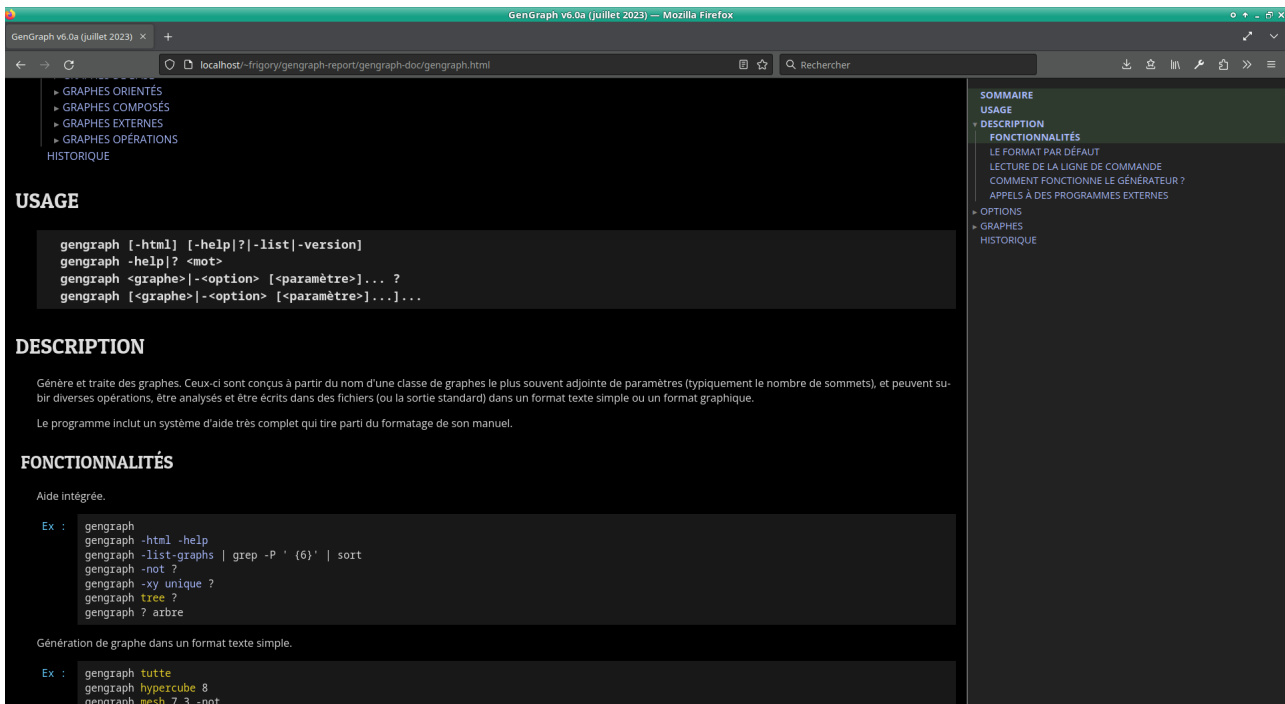 GenGraph v6.0a (juillet 2023) — Mozilla Firefox
GenGraph v6.0a (juillet 2023)
localhost/~frigory/gengraph-report/gengraph-doc/gengraph.html
Rechercher
GRAPHES ORIENTÉS
GRAPHES COMPOSÉS
GRAPHES EXTERNES
GRAPHES OPÉRATIONS
HISTORIQUE
USAGE
gengraph [-html] [-help|?|-list|-version]
gengraph -help|? <mot>
gengraph <graphe>|-<option> [<paramètre>]... ?
gengraph [<graphe>|-<option> [<paramètre>]...]...
DESCRIPTION
Génère et traite des graphes. Ceux-ci sont conçus à partir du nom d'une classe de graphes le plus souvent adjointe de paramètres (typiquement le nombre de sommets), et peuvent su-
bir diverses opérations, être analysés et être écrits dans des fichiers (ou la sortie standard) dans un format texte simple ou un format graphique.
Le programme inclut un système d'aide très complet qui tire parti du formatage de son manuel.
FONCTIONNALITÉS
Aide intégrée.
Ex : gengraph
gengraph -html -help
gengraph -list-graphs | grep -P ' {6}' | sort
gengraph -not ?
gengraph -xy unique ?
gengraph tree ?
gengraph ? arbre
Génération de graphe dans un format texte simple.
Ex : gengraph tutte
gengraph hypercube 8
gengraph mesh 7 3 -not
SOMMAIRE
USAGE
DESCRIPTION
FONCTIONNALITÉS
LE FORMAT PAR DÉFAUT
LECTURE DE LA LIGNE DE COMMANDE
COMMENT FONCTIONNE LE GÉNÉRATEUR ?
APPELS À DES PROGRAMMES EXTERNES
OPTIONS
GRAPHES
HISTORIQUE